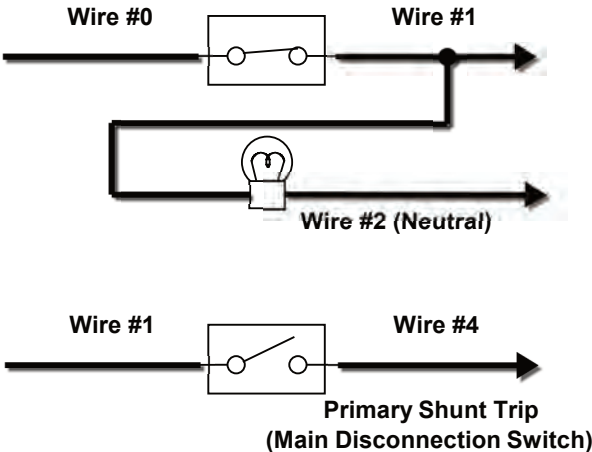 Wire #0 Wire #1
Wire #2 (Neutral)
Wire #1 Wire #4
Primary Shunt Trip
(Main Disconnection Switch)